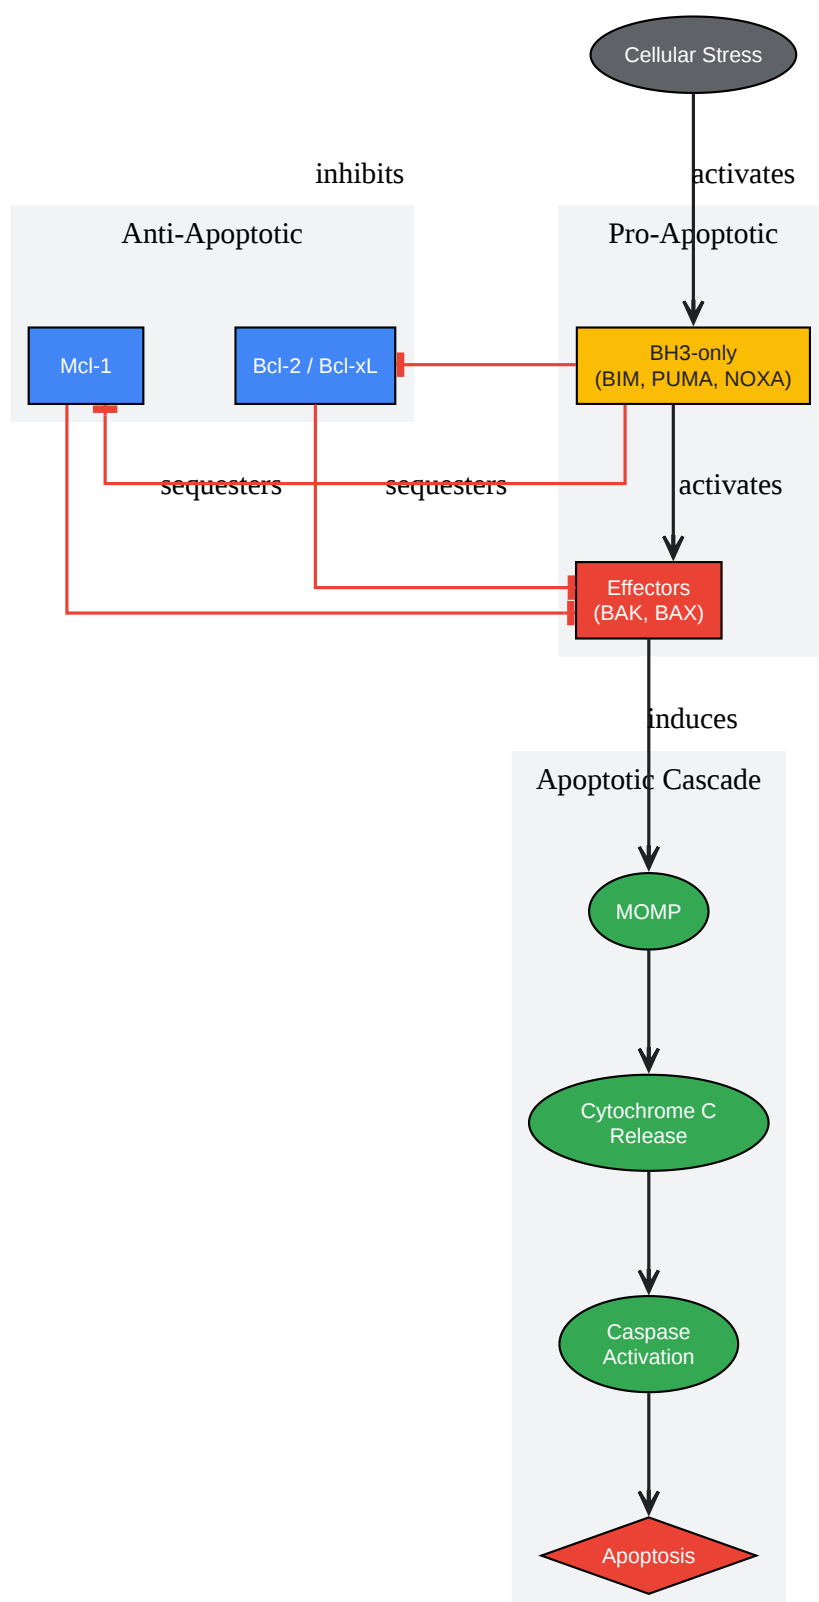 Cellular Stress
inhibits
activates
Anti-Apoptotic
Pro-Apoptotic
Mcl-1
Bcl-2 / Bcl-xL
BH3-only
(BIM, PUMA, NOXA)
sequesters
sequesters
activates
Effectors
(BAK, BAX)
induces
Apoptotic Cascade
MOMP
Cytochrome C
Release
Caspase
Activation
Apoptosis